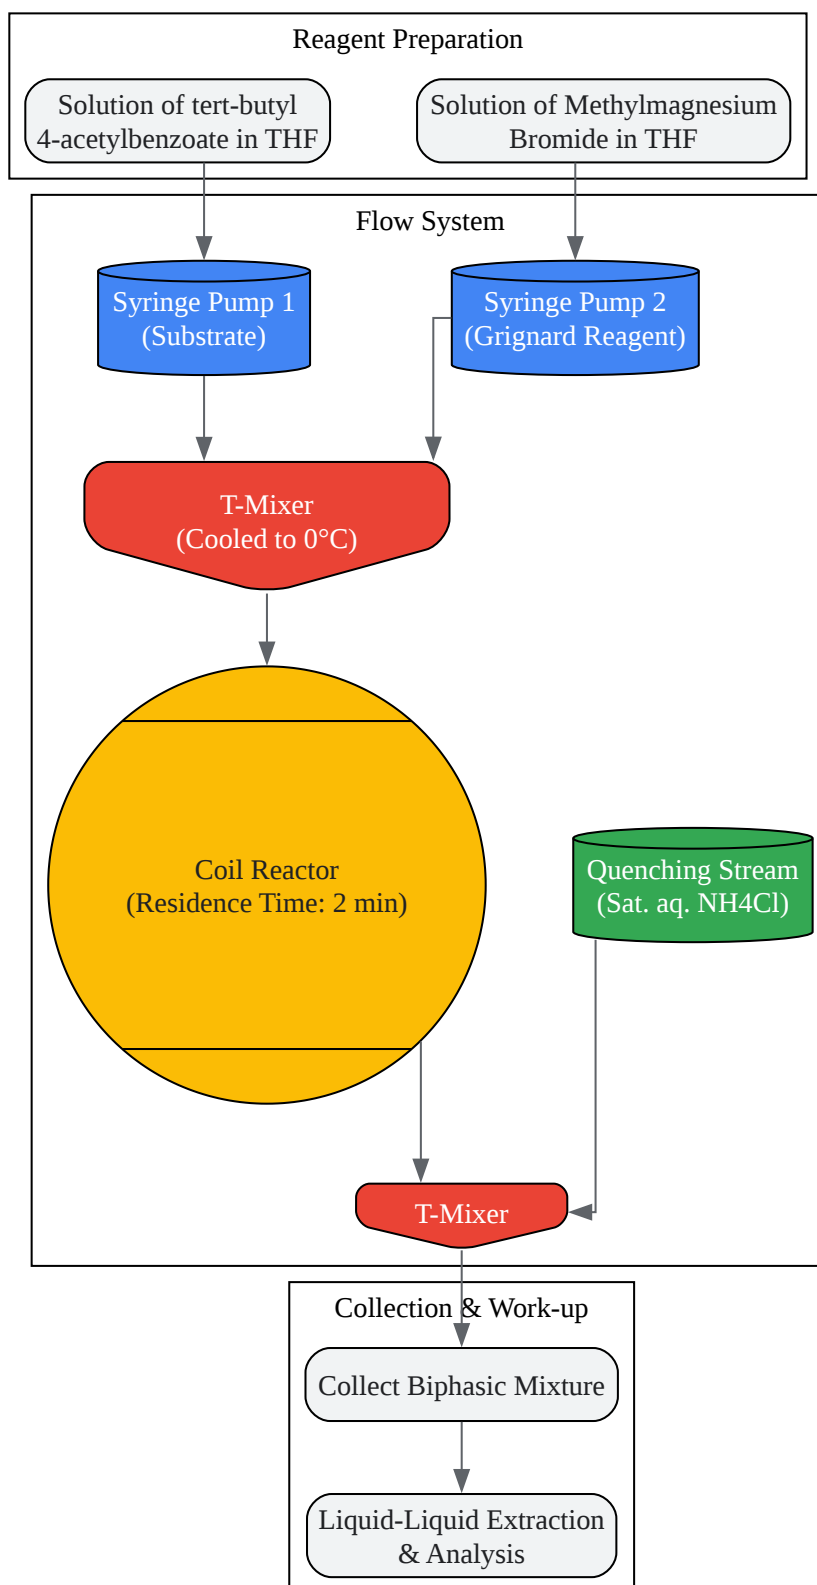 Reagent Preparation
Solution of tert-butyl
4-acetylbenzoate in THF
Solution of Methylmagnesium
Bromide in THF
Flow System
Syringe Pump 1
(Substrate)
Syringe Pump 2
(Grignard Reagent)
T-Mixer
(Cooled to 0°C)
Coil Reactor
(Residence Time: 2 min)
Quenching Stream
(Sat. aq. NH4Cl)
T-Mixer
Collection & Work-up
Collect Biphasic Mixture
Liquid-Liquid Extraction
& Analysis